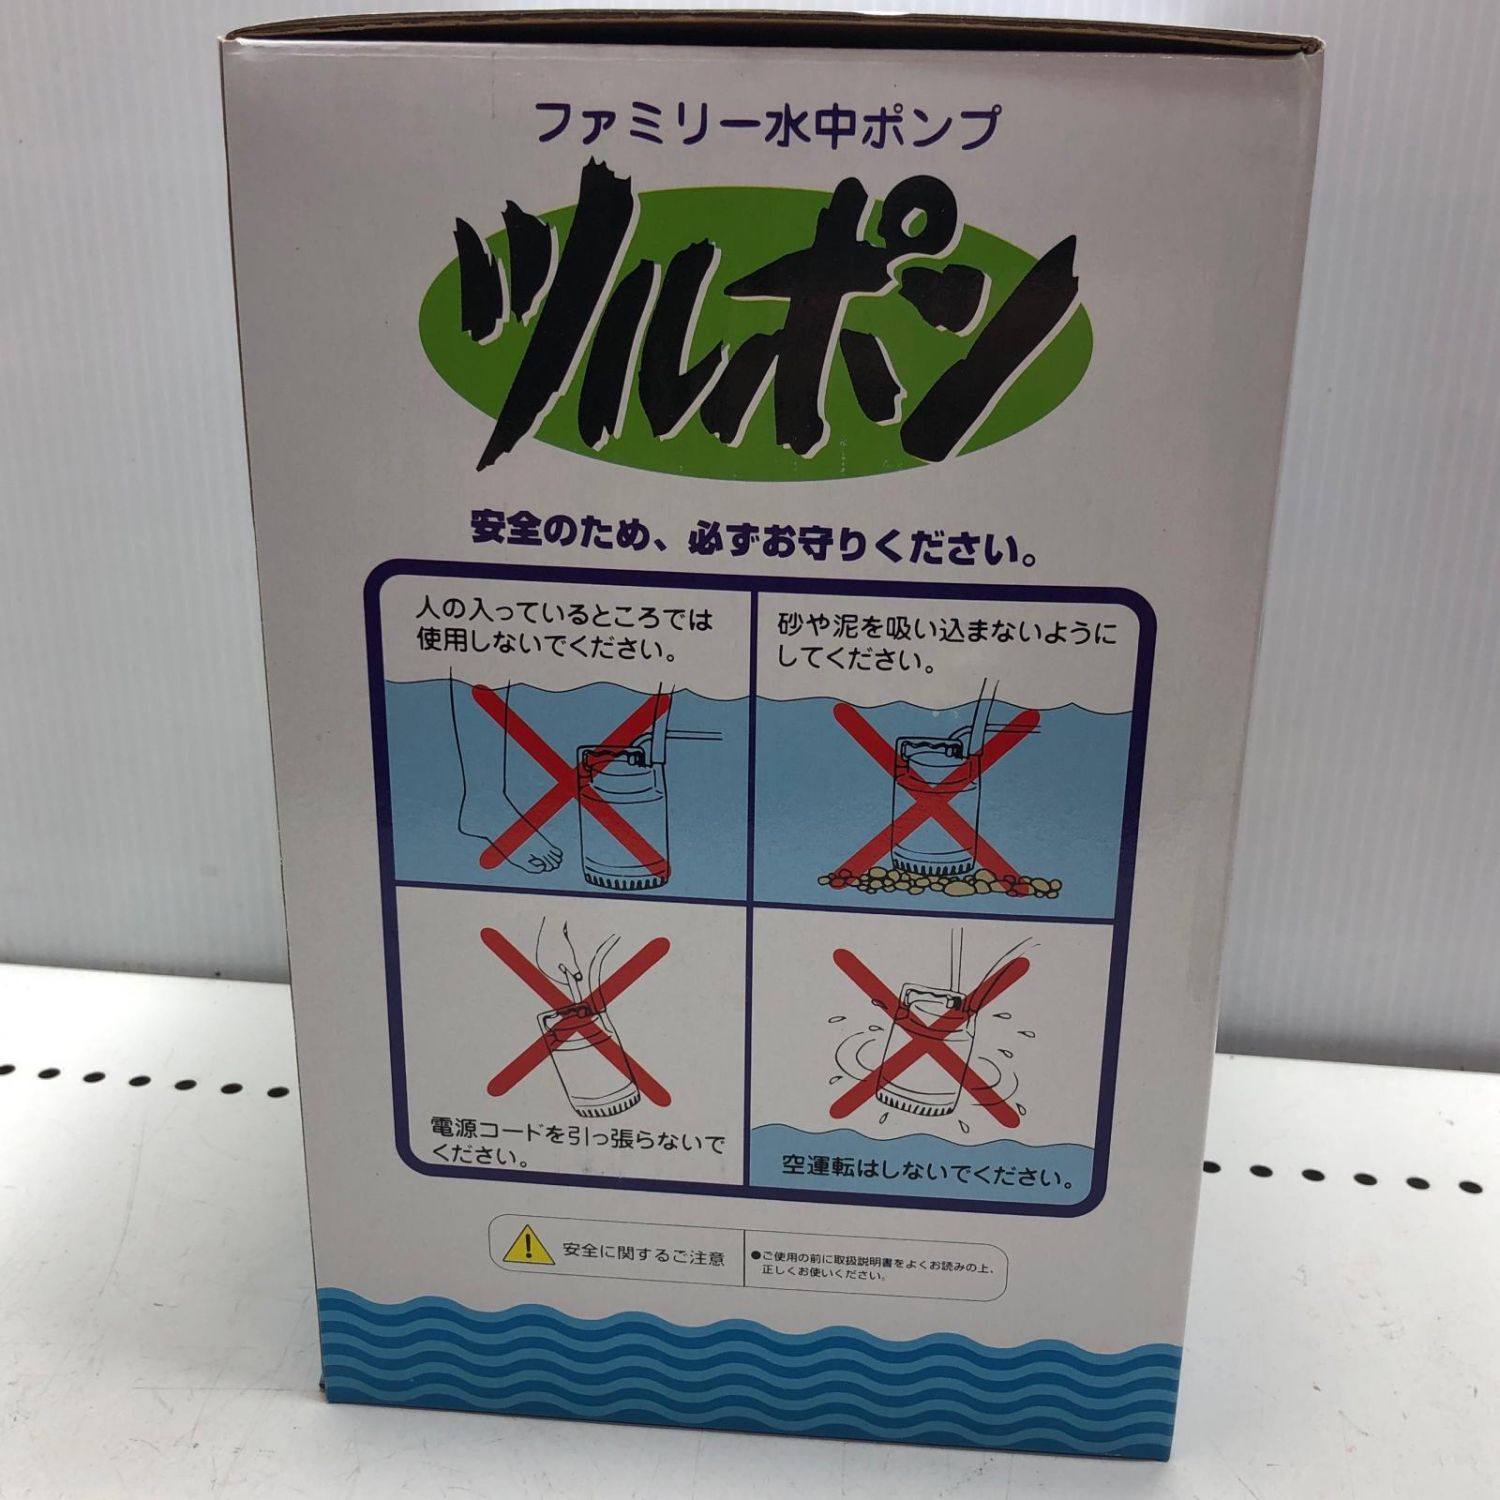 ファミリー水中ポンプ
ツルポン
安全のため、必ずお守りください。
人の入っているところでは
使用しないでください。
砂や泥を吸い込まないように
してください。
電源コードを引っ張らないで
ください。
空運転はしないでください。
安全に関するご注意
●ご使用の前に取扱説明書をよくお読みの上、
正しくお使いください。